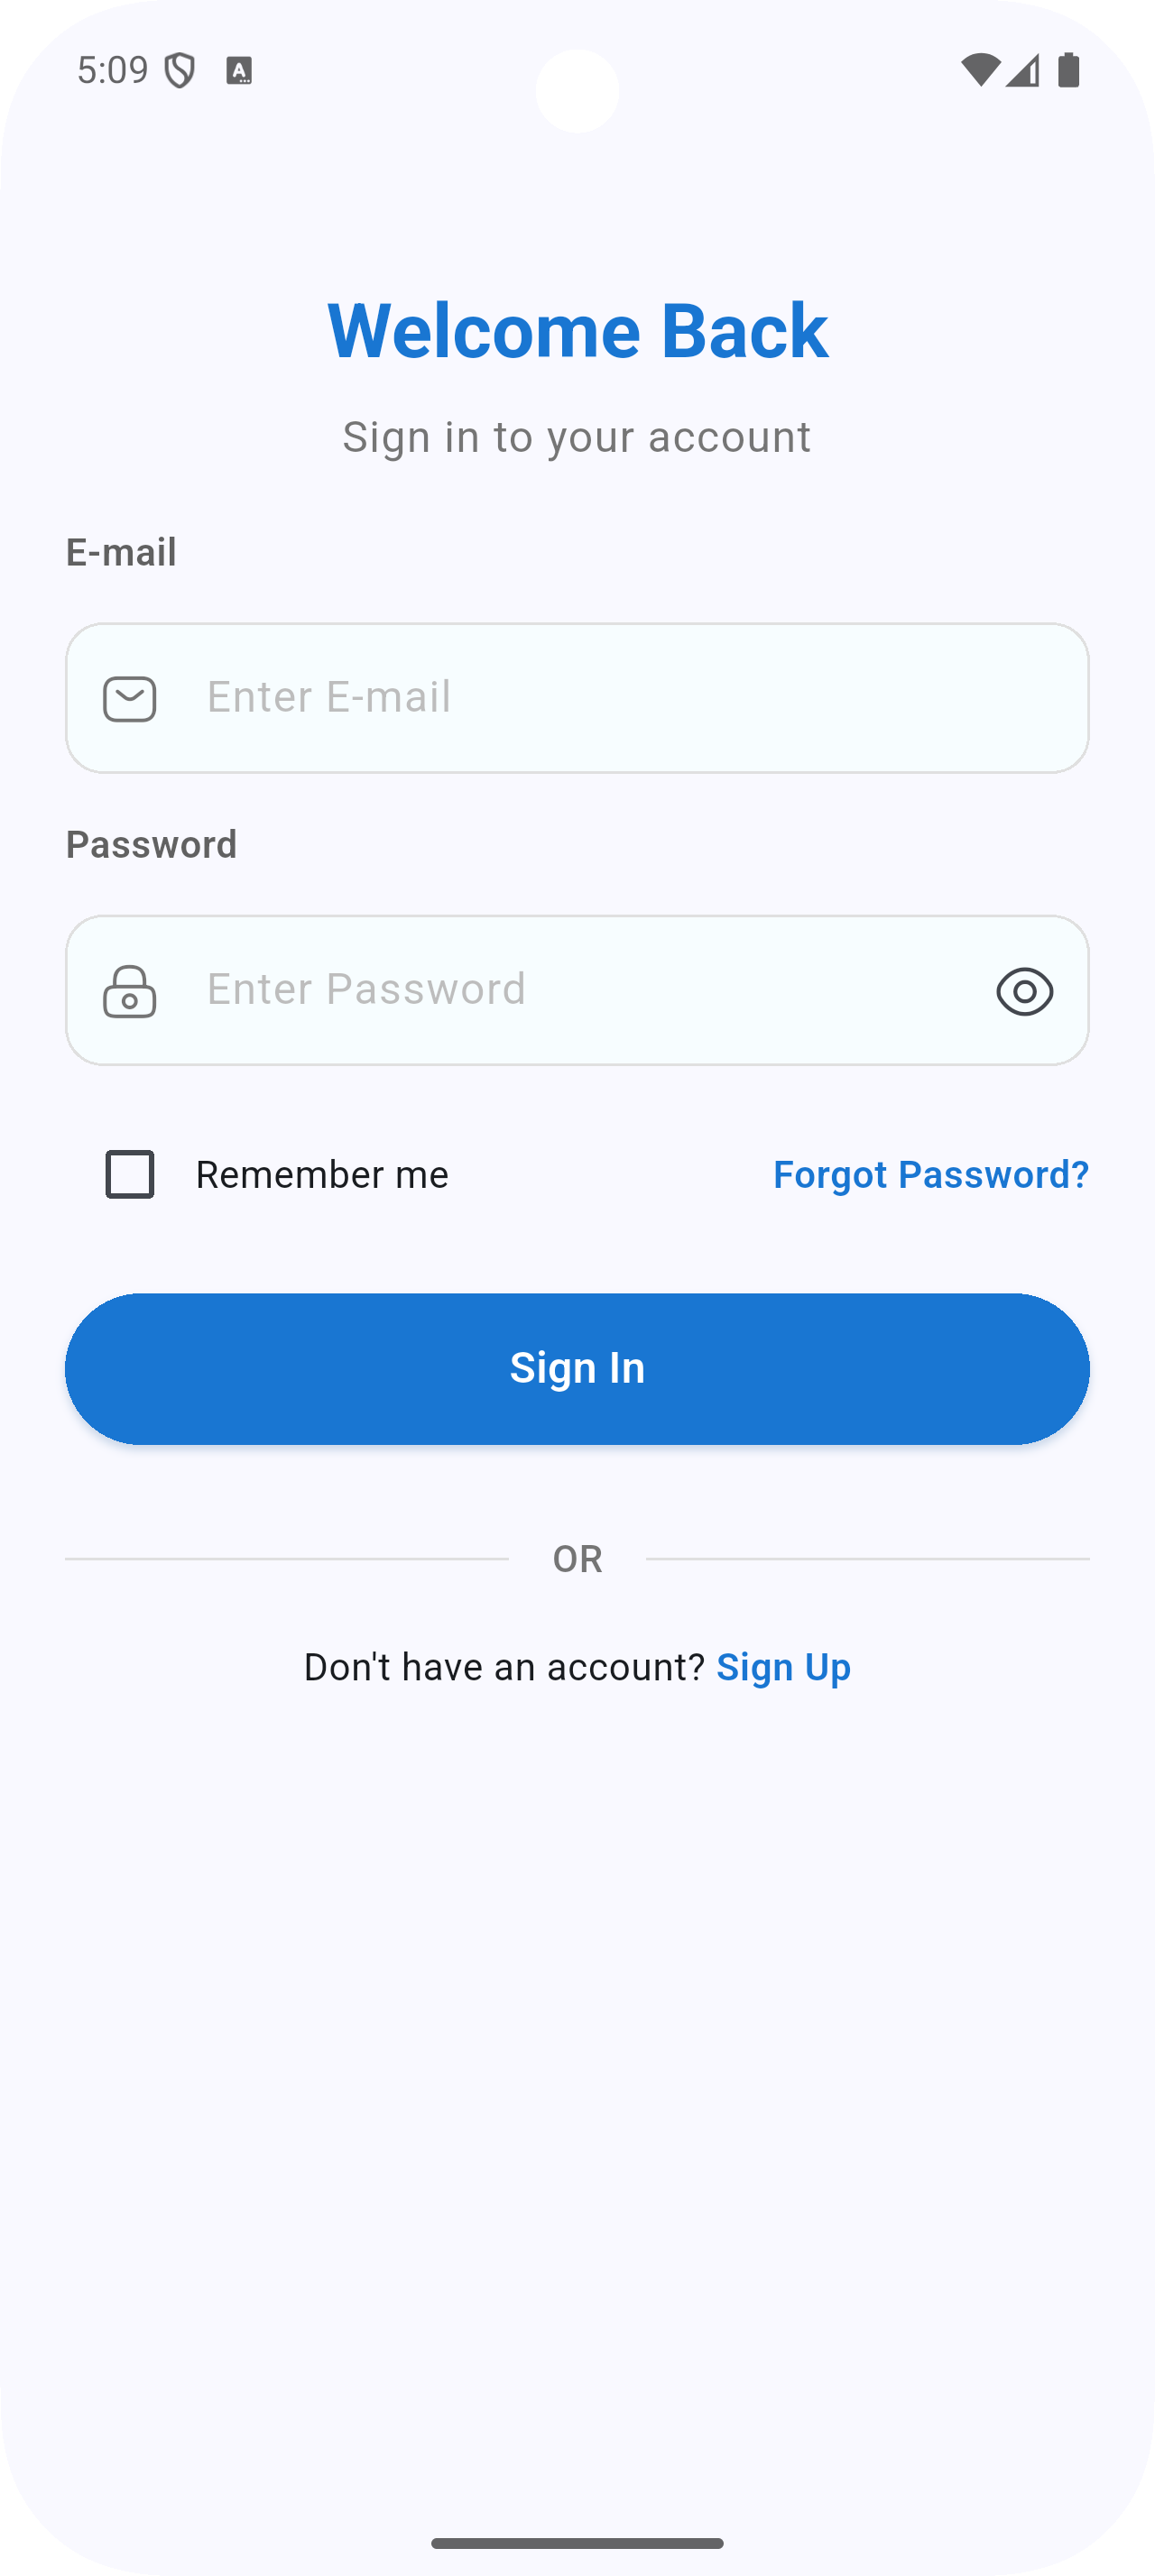 5:09
Welcome Back
Sign in to your account
E-mail
Enter E-mail
Password
Enter Password
Remember me Forgot Password?
Sign In
OR
Don't have an account? Sign Up